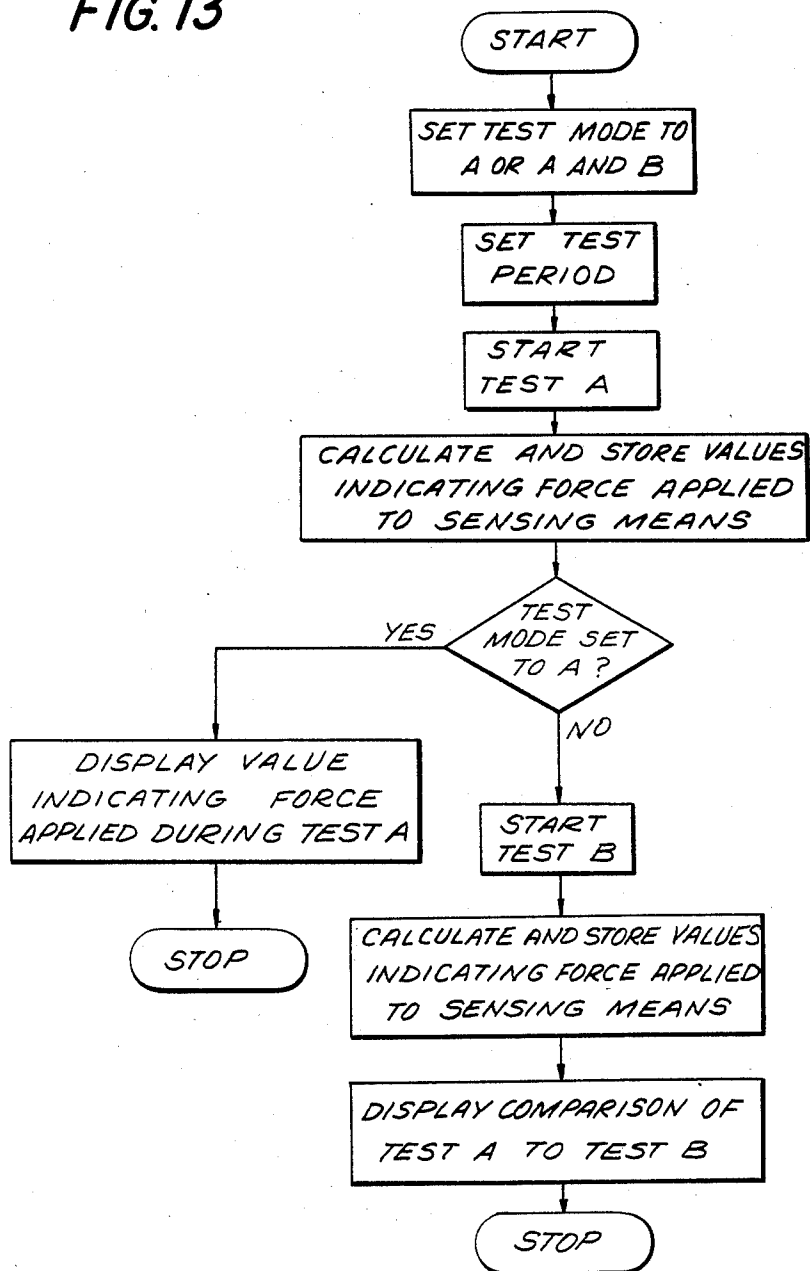 FIG. 13
START
SET TEST MODE TO
A OR A AND B
SET TEST
PERIOD
START
TEST A
CALCULATE AND STORE VALUES
INDICATING FORCE APPLIED
TO SENSING MEANS
TEST
MODE SET
TO A ?
YES
NO
DISPLAY VALUE
INDICATING FORCE
APPLIED DURING TEST A
STOP
START
TEST B
CALCULATE AND STORE VALUES
INDICATING FORCE APPLIED
TO SENSING MEANS
DISPLAY COMPARISON OF
TEST A TO TEST B
STOP